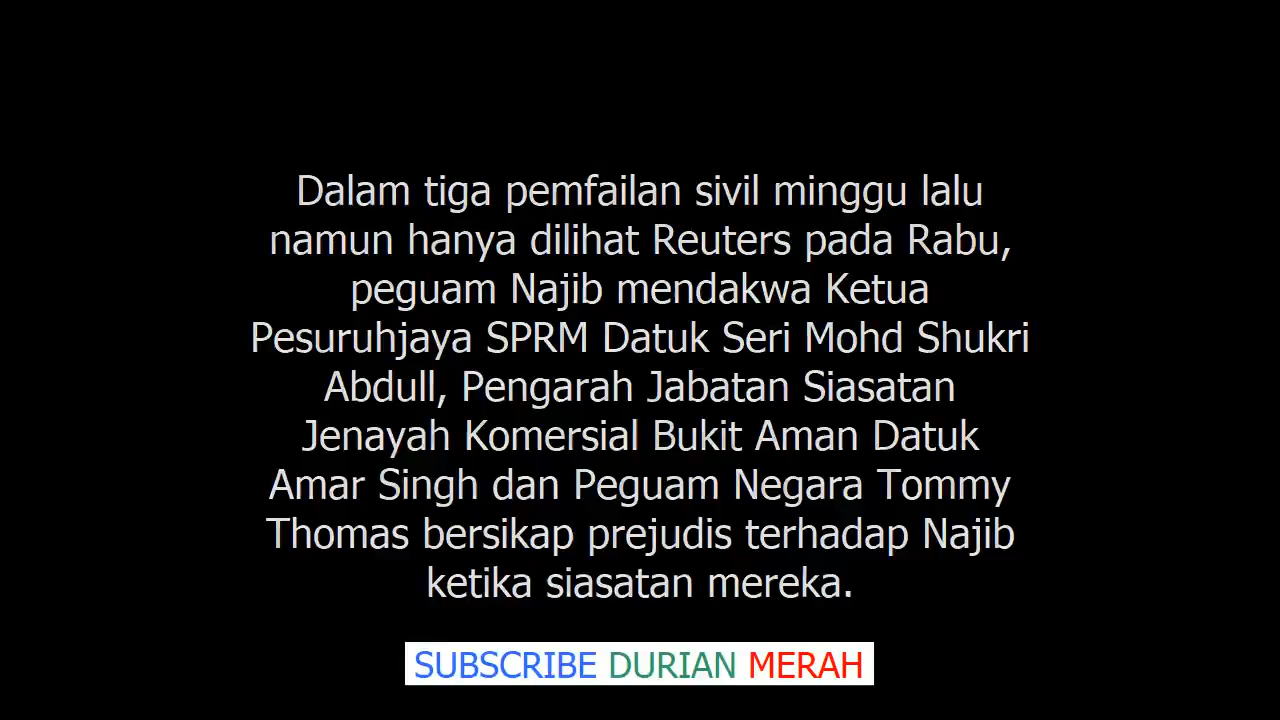 Dalam tiga pemfailan sivil minggu lalu
namun hanya dilihat Reuters pada Rabu,
peguam Najib mendakwa Ketua
Pesuruhjaya SPRM Datuk Seri Mohd Shukri
Abdull, Pengarah Jabatan Siasatan
Jenayah Komersial Bukit Aman Datuk
Amar Singh dan Peguam Negara Tommy
Thomas bersikap prejudis terhadap Najib
ketika siasatan mereka.
SUBSCRIBE DURIAN MERAH